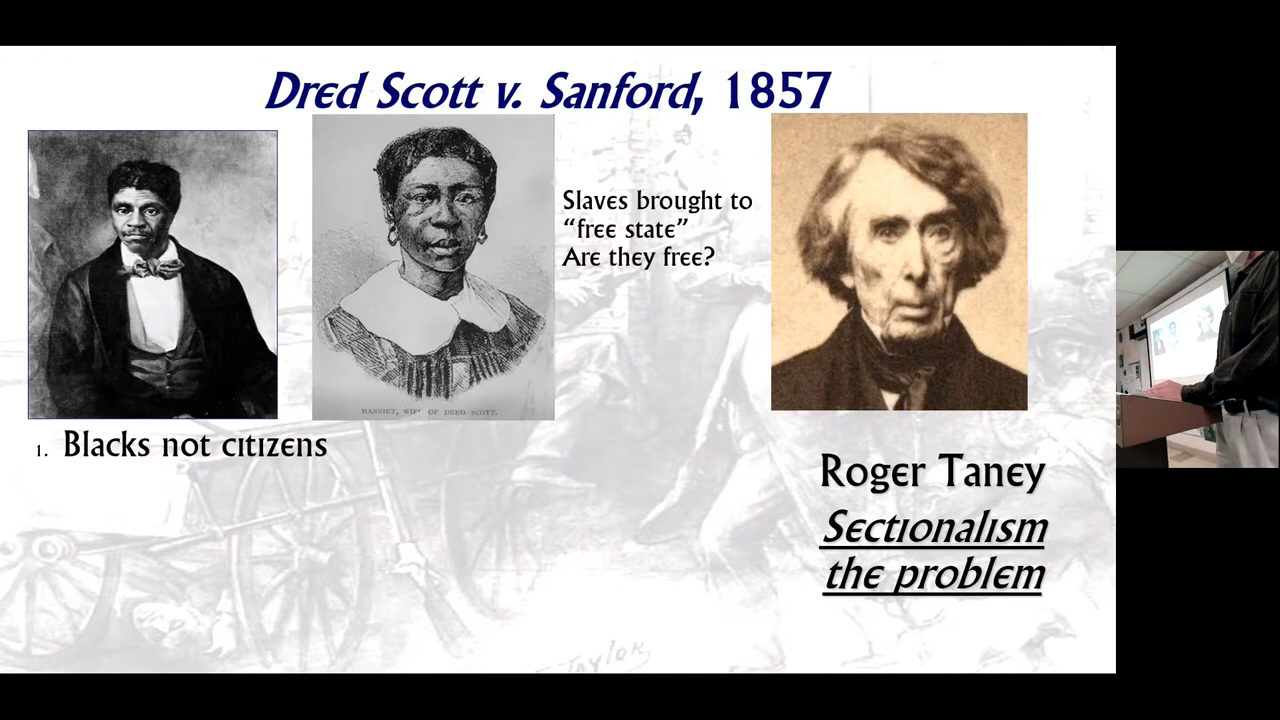 Dred Scott v. Sanford, 1857
Slaves brought to
“free state”
Are they free?
HARRIET, WIFE OF DRED SCOTT.
1. Blacks not citizens
Roger Taney
Sectionalism
the problem
Taylor